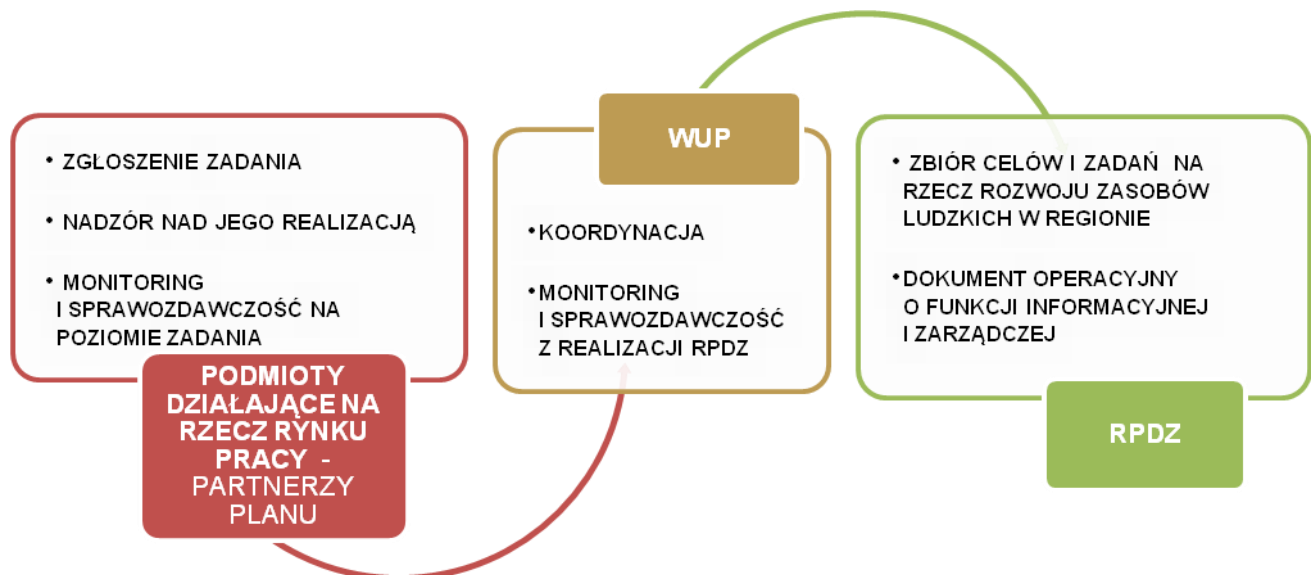 • ZGŁOSZENIE ZADANIA
• NADZÓR NAD JEGO REALIZACJĄ
• MONITORING
I SPRAWOZDAWCZOŚĆ NA
POZIOMIE ZADANIA
PODMIOTY
DZIAŁAJĄCE NA
RZECZ RYNKU
PRACY -
PARTNERZY
PLANU
WUP
• KOORDYNACJA
• MONITORING
I SPRAWOZDAWCZOŚĆ
Z REALIZACJI RPDZ
• ZBIÓR CELÓW I ZADAŃ NA
RZECZ ROZWOJU ZASOBÓW
LUDZKICH W REGIONIE
• DOKUMENT OPERACYJNY
O FUNKCJI INFORMACYJNEJ
I ZARZĄDCZEJ
RPDZ